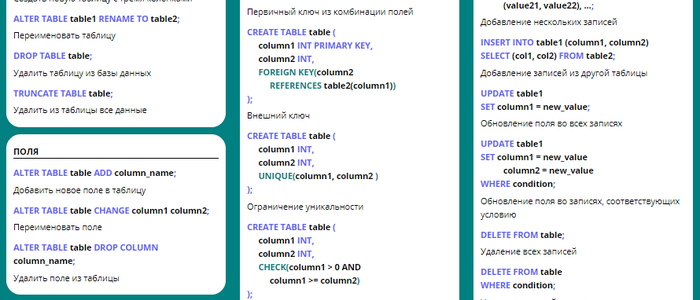 Создать новую таблицу с тремя колонками
ALTER TABLE table1 RENAME TO table2;
Переименовать таблицу
DROP TABLE table;
Удалить таблицу из базы данных
TRUNCATE TABLE table;
Удалить из таблицы все данные
ПОЛЯ
ALTER TABLE table ADD column_name;
Добавить новое поле в таблицу
ALTER TABLE table CHANGE column1 column2;
Переименовать поле
ALTER TABLE table DROP COLUMN
column_name;
Удалить поле из таблицы
Первичный ключ из комбинации полей
CREATE TABLE table (
column1 INT PRIMARY KEY,
column2 INT,
FOREIGN KEY(column2
REFERENCES table2(column1))
);
Внешний ключ
CREATE TABLE table (
column1 INT,
column2 INT,
UNIQUE(column1, column2 )
);
Ограничение уникальности
CREATE TABLE table (
column1 INT,
column2 INT,
CHECK(column1 > 0 AND
column1 >= column2)
);
(value21, value22), ...;
Добавление нескольких записей
INSERT INTO table1 (column1, column2)
SELECT (col1, col2) FROM table2;
Добавление записей из другой таблицы
UPDATE table1
SET column1 = new_value;
Обновление поля во всех записях
UPDATE table1
SET column1 = new_value
column2 = new_value
WHERE condition;
Обновление поля во записях, соответствующих
условию
DELETE FROM table;
Удаление всех записей
DELETE FROM table
WHERE condition;